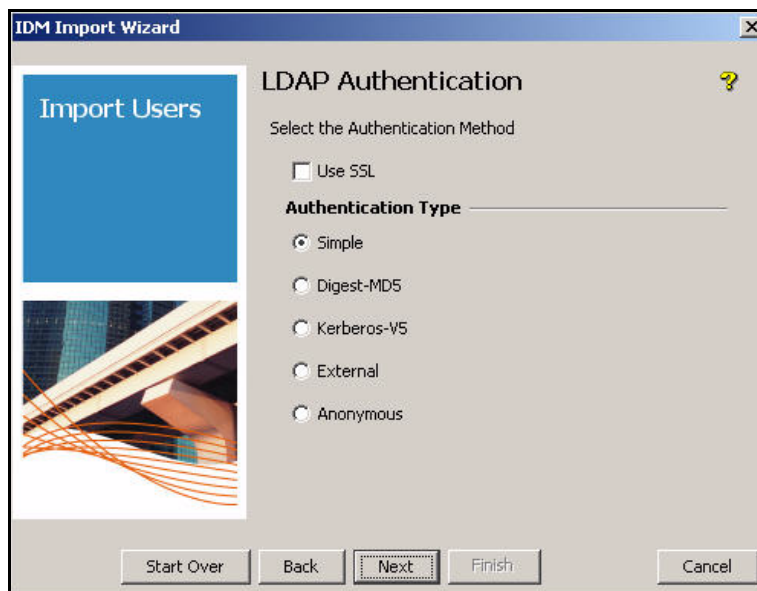 IDM Import Wizard
Import Users
LDAP Authentication
?
Select the Authentication Method
Use SSL
Authentication Type
Simple
Digest-MD5
Kerberos-V5
External
Anonymous
Start Over
Back
Next
Finish
Cancel